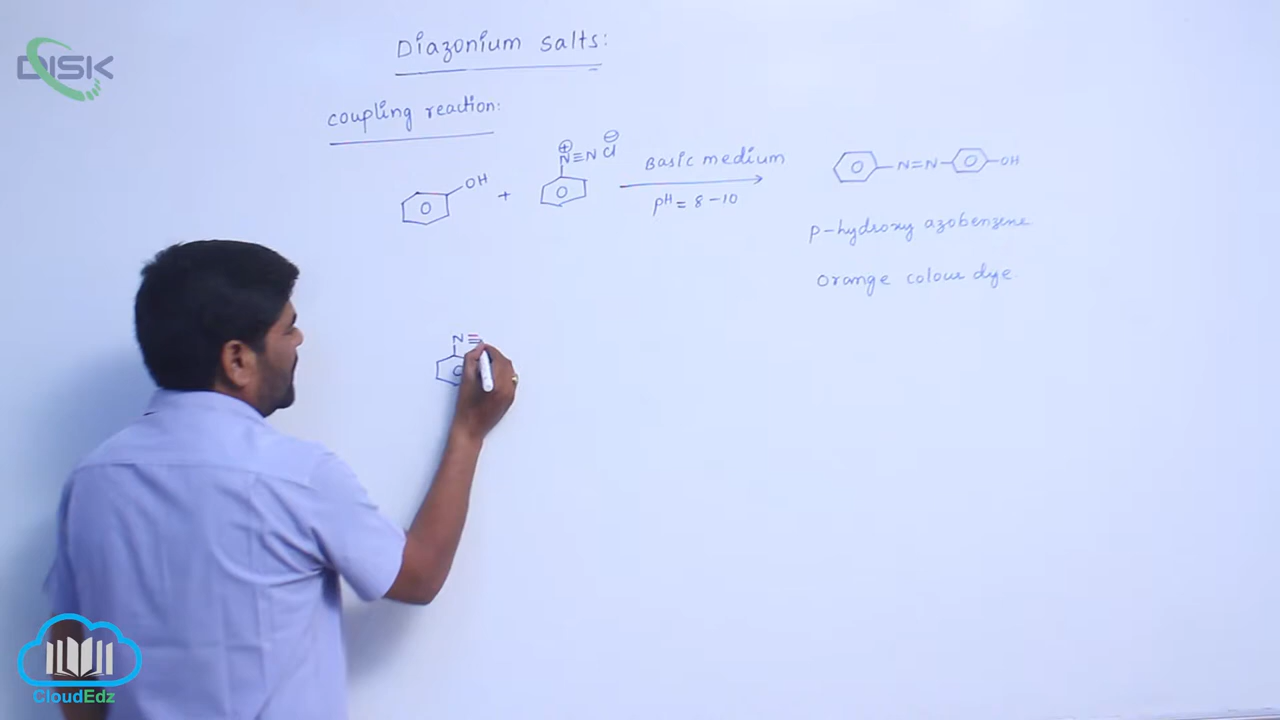 DISK
Diazonium salts:
coupling reaction:
OH + N≡N Cl Basic medium pH = 8-10 N=N OH
p-hydroxy azobenzene
orange colour dye
N≡
CloudEdz